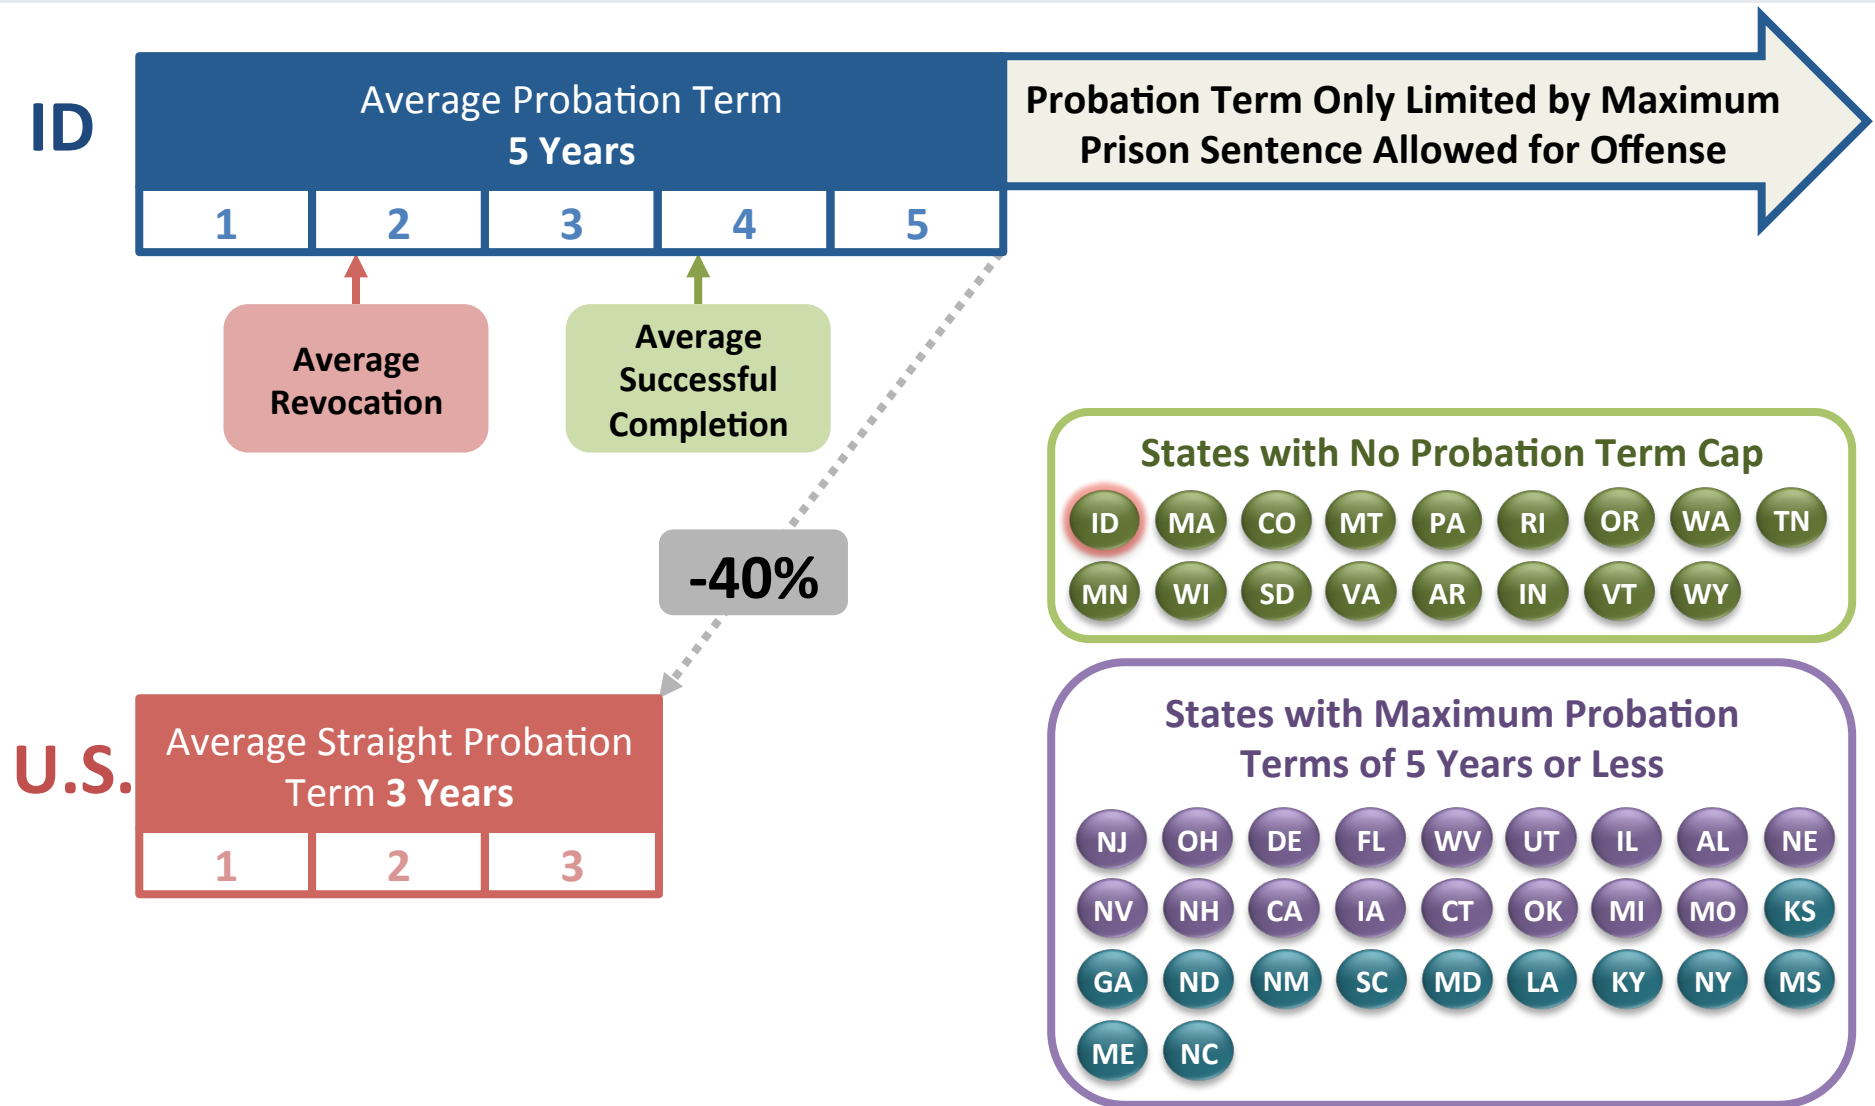 ID
Average Probation Term
5 Years
Probation Term Only Limited by Maximum
Prison Sentence Allowed for Offense
1 2 3 4 5
Average
Revocation
Average
Successful
Completion
-40%
U.S.
Average Straight Probation
Term 3 Years
1 2 3
States with No Probation Term Cap
ID MA CO MT PA RI OR WA TN
MN WI SD VA AR IN VT WY
States with Maximum Probation
Terms of 5 Years or Less
NJ OH DE FL WV UT IL AL NE
NV NH CA IA CT OK MI MO KS
GA ND NM SC MD LA KY NY MS
ME NC